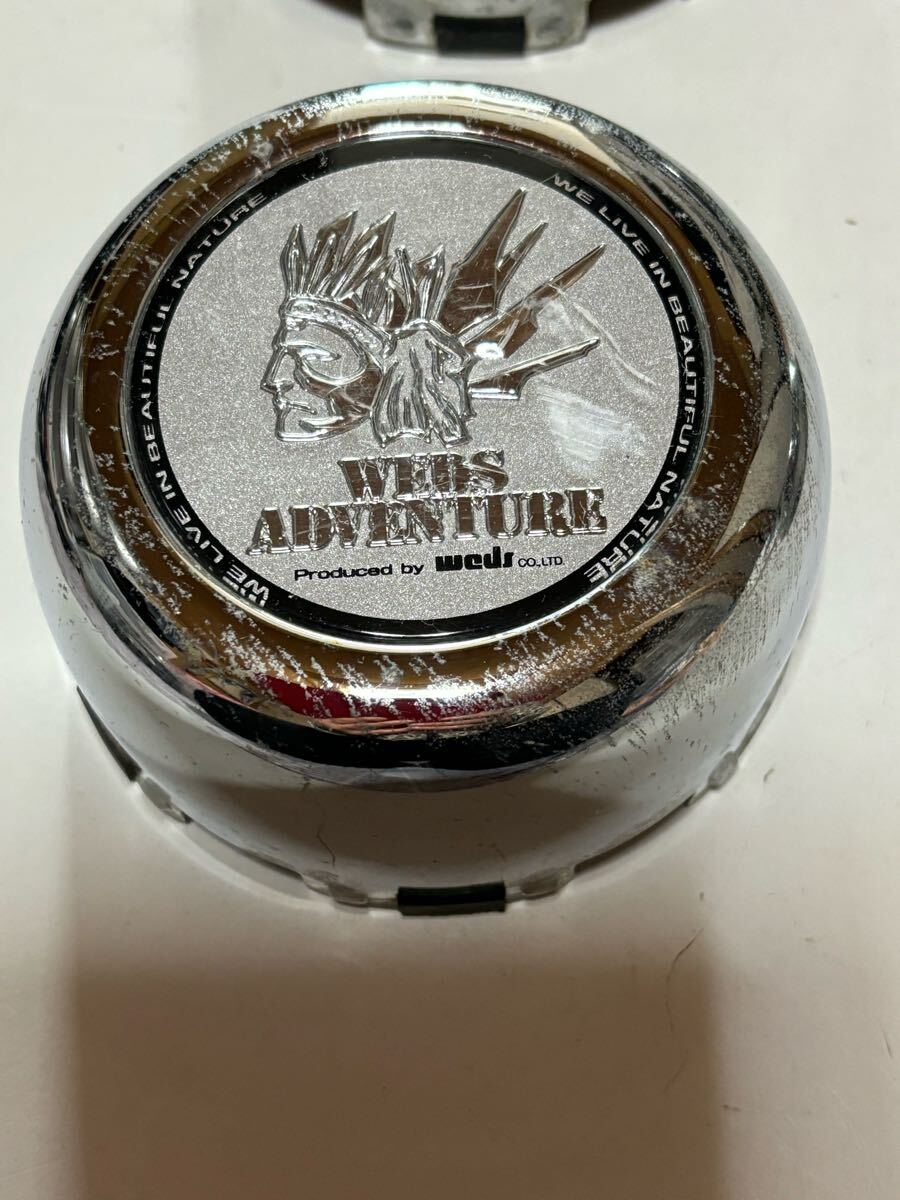 WE LIVE IN BEAUTIFUL NATURE
WE LIVE IN BEAUTIFUL NATURE
WEDS
ADVENTURE
Produced by weds CO.,LTD.